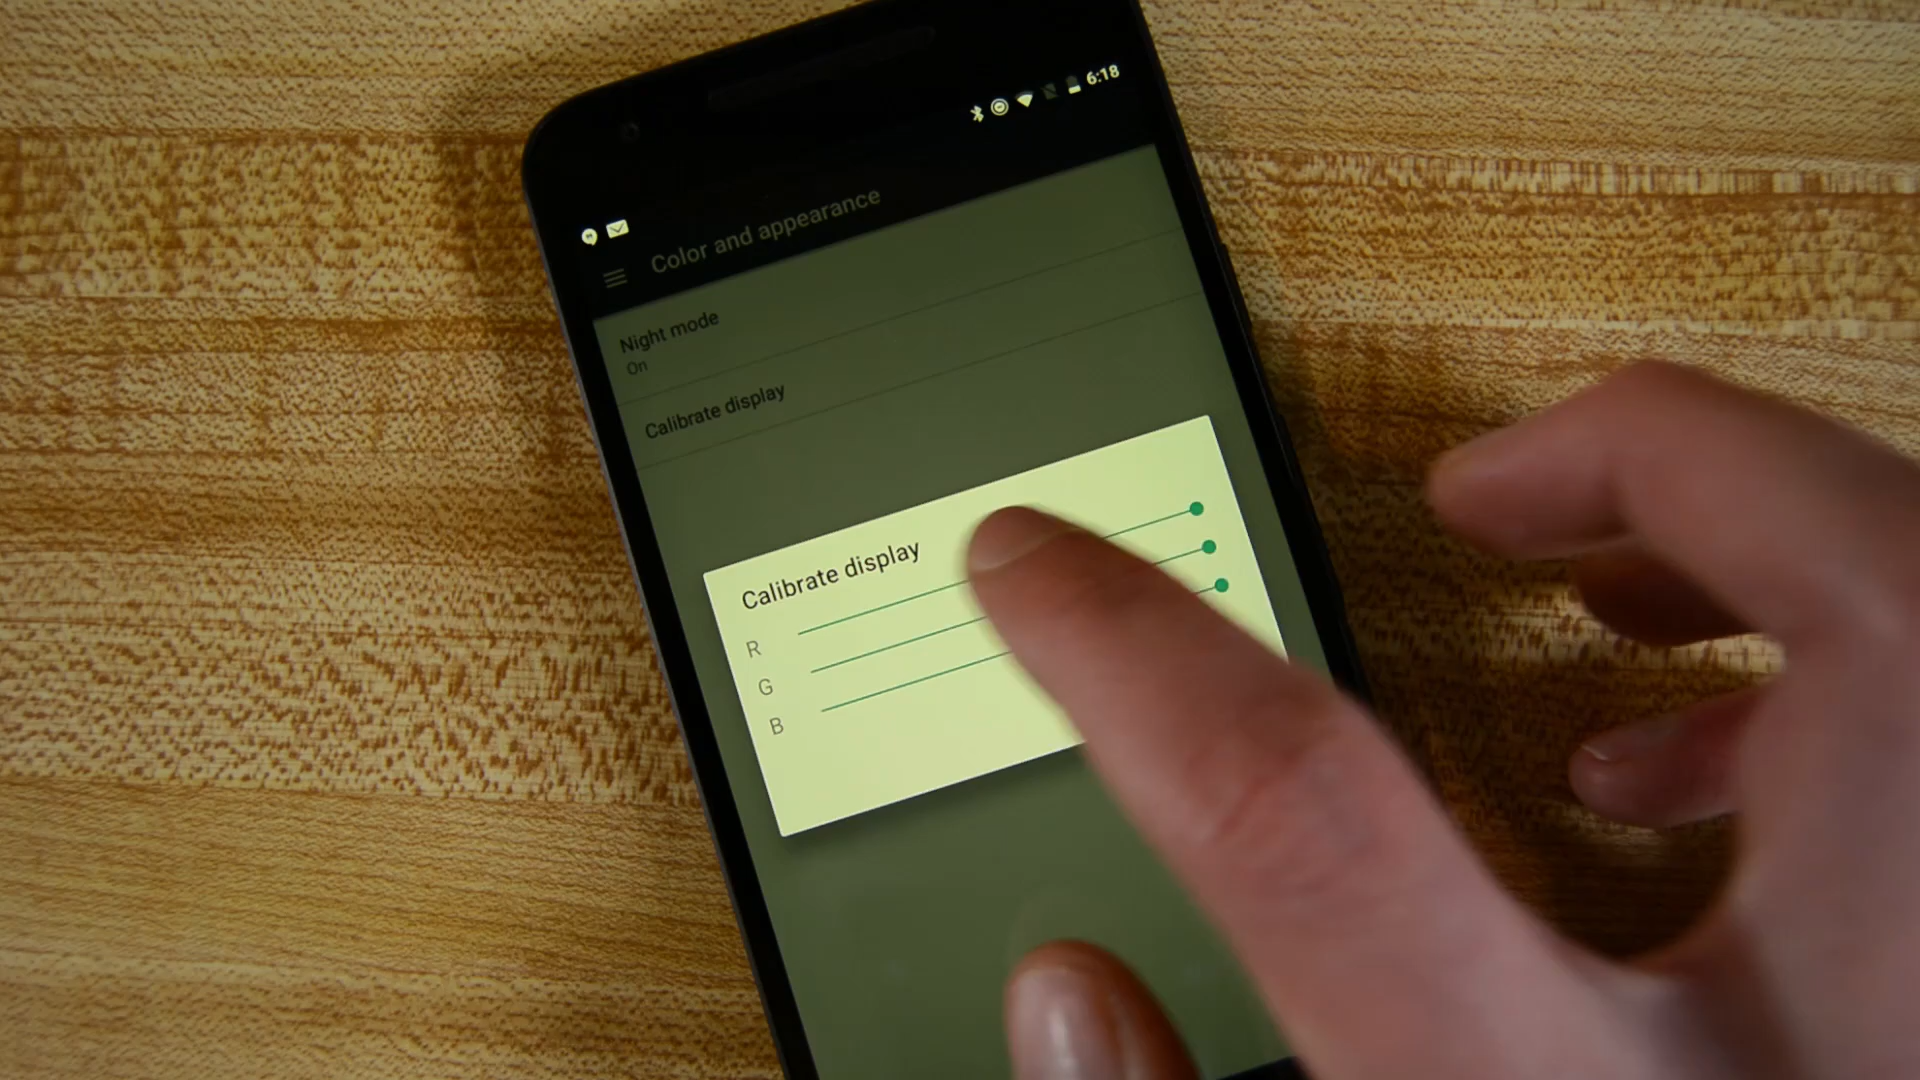 6:18
Color and appearance
Night mode
On
Calibrate display
Calibrate display
R
G
B